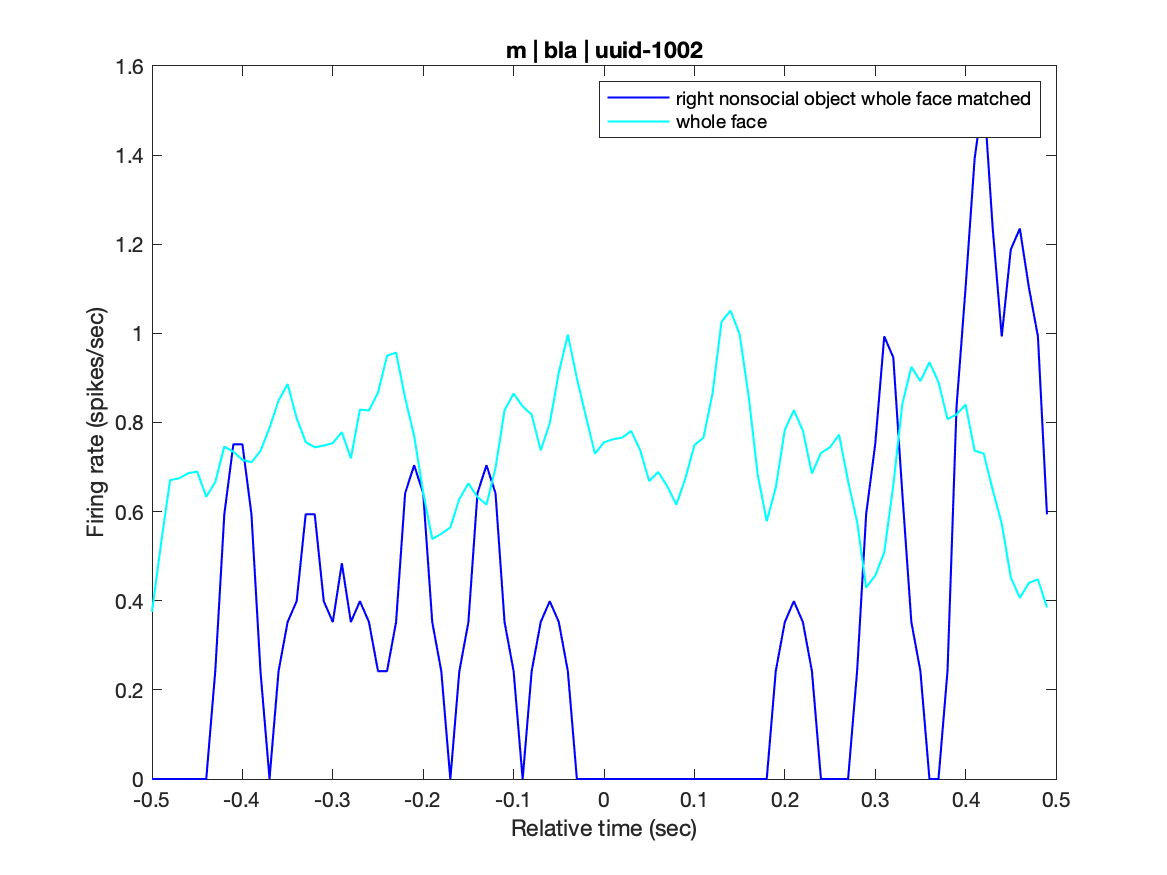 m | bla | uuid-1002
right nonsocial object whole face matched
whole face
Firing rate (spikes/sec)
1.6
1.4
1.2
1
0.8
0.6
0.4
0.2
0
-0.5 -0.4 -0.3 -0.2 -0.1 0 0.1 0.2 0.3 0.4 0.5
Relative time (sec)